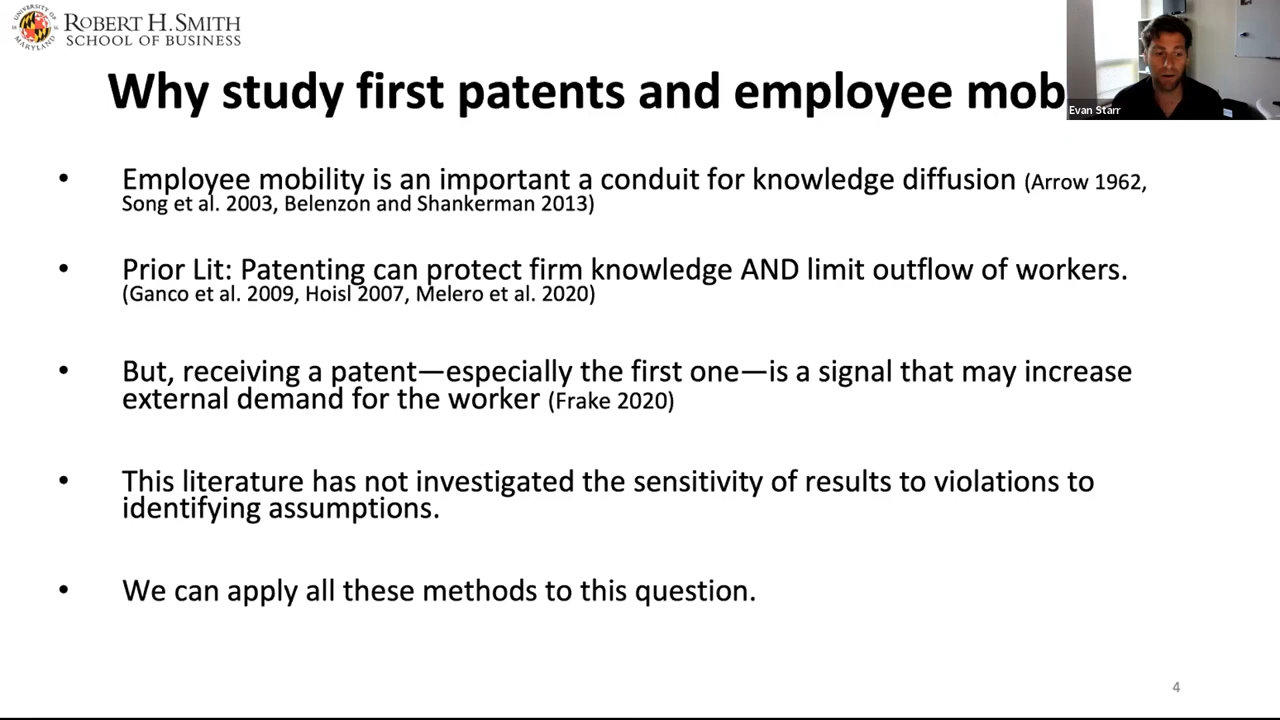 UNIVERSITY OF
MARYLAND
ROBERT H. SMITH
SCHOOL OF BUSINESS
Why study first patents and employee mob
Evan Starr
• Employee mobility is an important a conduit for knowledge diffusion (Arrow 1962,
Song et al. 2003, Belenzon and Shankerman 2013)
• Prior Lit: Patenting can protect firm knowledge AND limit outflow of workers.
(Ganco et al. 2009, Hoisl 2007, Melero et al. 2020)
• But, receiving a patent—especially the first one—is a signal that may increase
external demand for the worker (Frake 2020)
• This literature has not investigated the sensitivity of results to violations to
identifying assumptions.
• We can apply all these methods to this question.
4